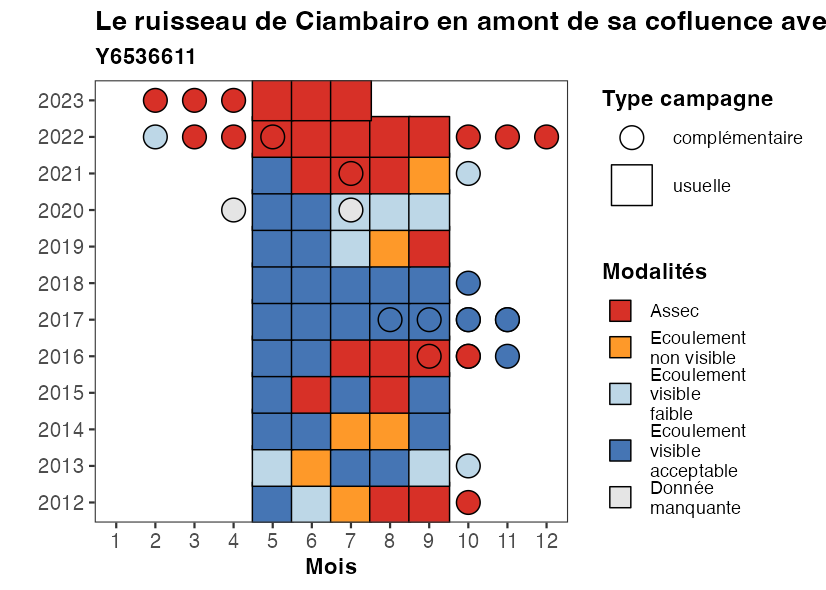 Le ruisseau de Ciambairo en amont de sa cofluence ave
Y6536611
2023
2022
2021
2020
2019
2018
2017
2016
2015
2014
2013
2012
1 2 3 4 5 6 7 8 9 10 11 12
Mois
Type campagne
complémentaire
usuelle
Modalités
Assec
Ecoulement
non visible
Ecoulement
visible
faible
Ecoulement
visible
acceptable
Donnée
manquante